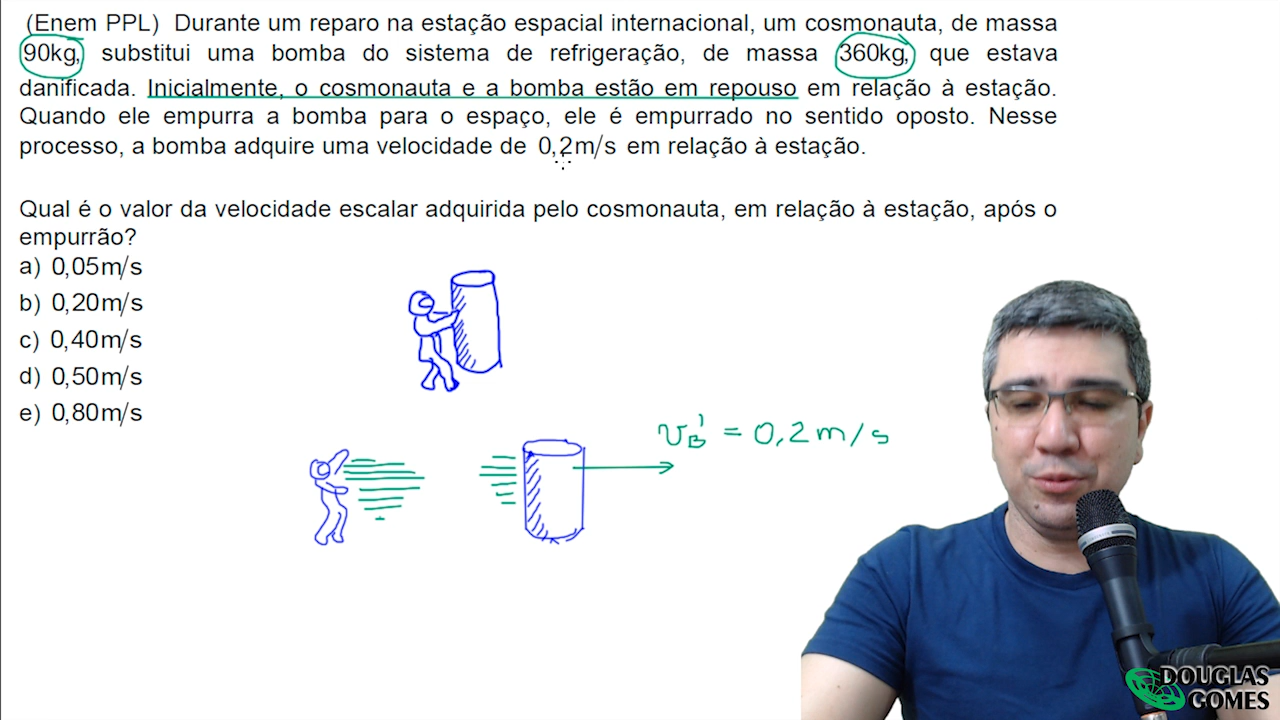 (Enem PPL) Durante um reparo na estação espacial internacional, um cosmonauta, de massa
90kg, substitui uma bomba do sistema de refrigeração, de massa 360kg, que estava
danificada. Inicialmente, o cosmonauta e a bomba estão em repouso em relação à estação.
Quando ele empurra a bomba para o espaço, ele é empurrado no sentido oposto. Nesse
processo, a bomba adquire uma velocidade de 0,2m/s em relação à estação.
Qual é o valor da velocidade escalar adquirida pelo cosmonauta, em relação à estação, após o
empurrão?
a) 0,05m/s
b) 0,20m/s
c) 0,40m/s
d) 0,50m/s
e) 0,80m/s
v_B' = 0,2 m/s
DOUGLAS
GOMES